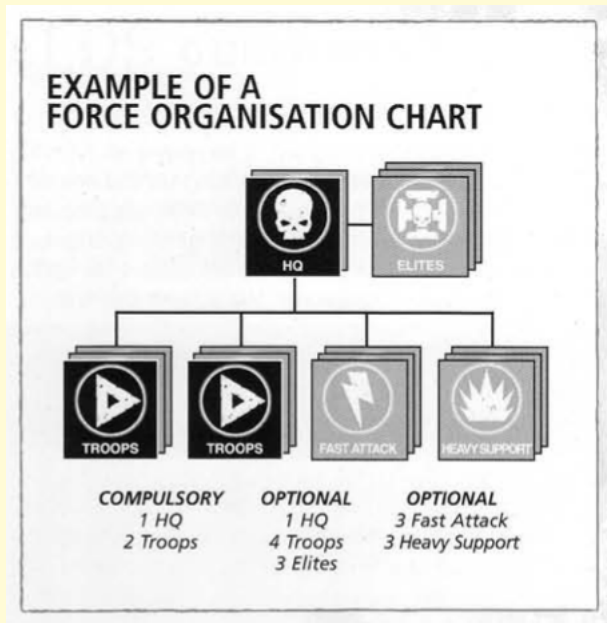 EXAMPLE OF A
FORCE ORGANISATION CHART
HQ
ELITES
TROOPS
TROOPS
FAST ATTACK
HEAVY SUPPORT
COMPULSORY
1 HQ
2 Troops
OPTIONAL
1 HQ
4 Troops
3 Elites
OPTIONAL
3 Fast Attack
3 Heavy Support